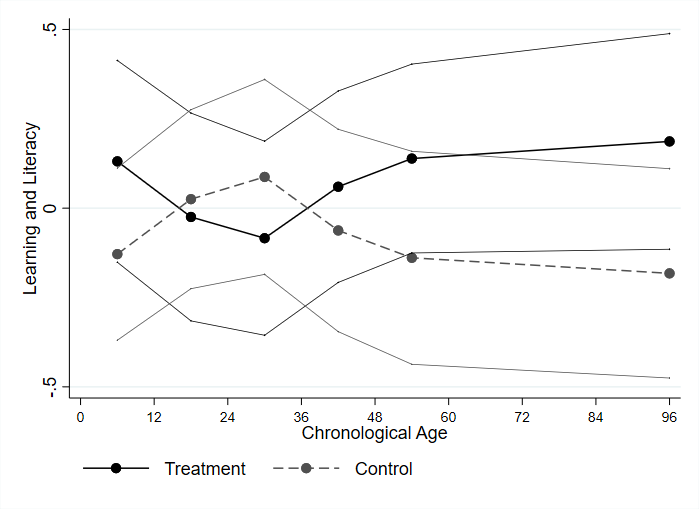 .5
0
-.5
Learning and Literacy
0 12 24 36 48 60 72 84 96
Chronological Age
Treatment Control